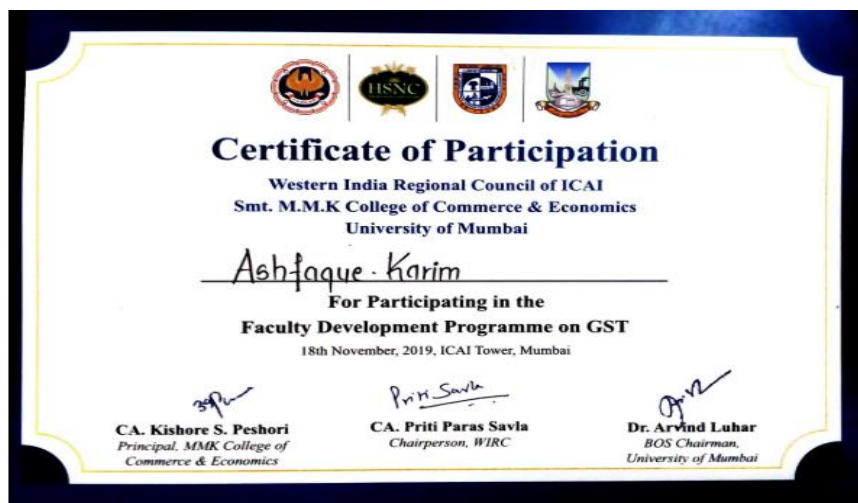 HSNC
Certificate of Participation
Western India Regional Council of ICAI
Smt. M.M.K College of Commerce & Economics
University of Mumbai
Ashfaque. Karim
For Participating in the
Faculty Development Programme on GST
18th November, 2019, ICAI Tower, Mumbai
Priti Savla
CA. Kishore S. Peshori
Principal, MMK College of
Commerce & Economics
CA. Priti Paras Savla
Chairperson, WIRC
Dr. Arvind Luhar
BOS Chairman,
University of Mumbai